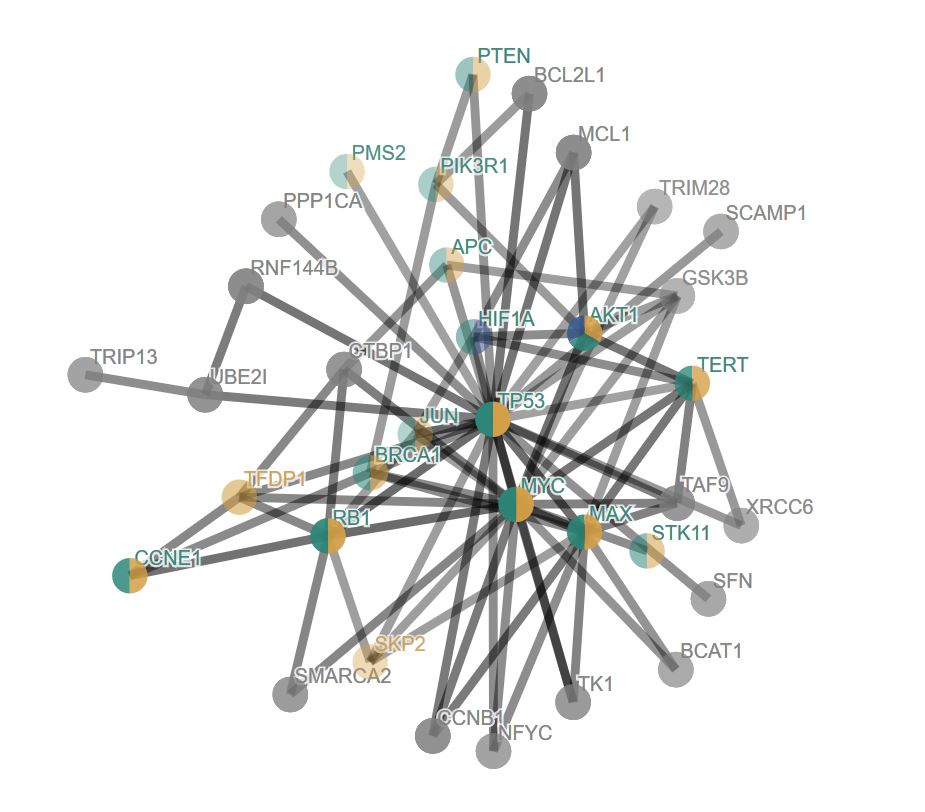 PTEN
BCL2L1
MCL1
PMS2
PIK3R1
TRIM28
PPP1CA
SCAMP1
APC
RNF144B
GSK3B
HIF1A
AKT1
CTBP1
TRIP13
TERT
UBE2I
TP53
JUN
BRCA1
TFDP1
MYC
TAF9
XRCC6
RB1
MAX
STK11
CCNE1
SFN
SKP2
BCAT1
SMARCA2
TK1
CCNB1
NFYC